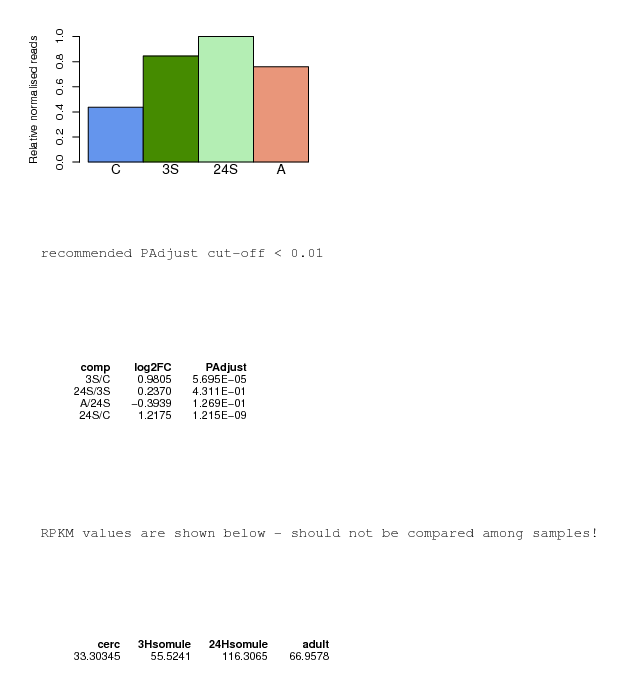 Relative normalised reads
1.0
0.8
0.6
0.4
0.2
0.0
C 3S 24S A
recommended PAdjust cut-off < 0.01
comp log2FC PAdjust
3S/C 0.9805 5.695E−05
24S/3S 0.2370 4.311E−01
A/24S −0.3939 1.269E−01
24S/C 1.2175 1.215E−09
RPKM values are shown below - should not be compared among samples!
cerc 3Hsomule 24Hsomule adult
33.30345 55.5241 116.3065 66.9578